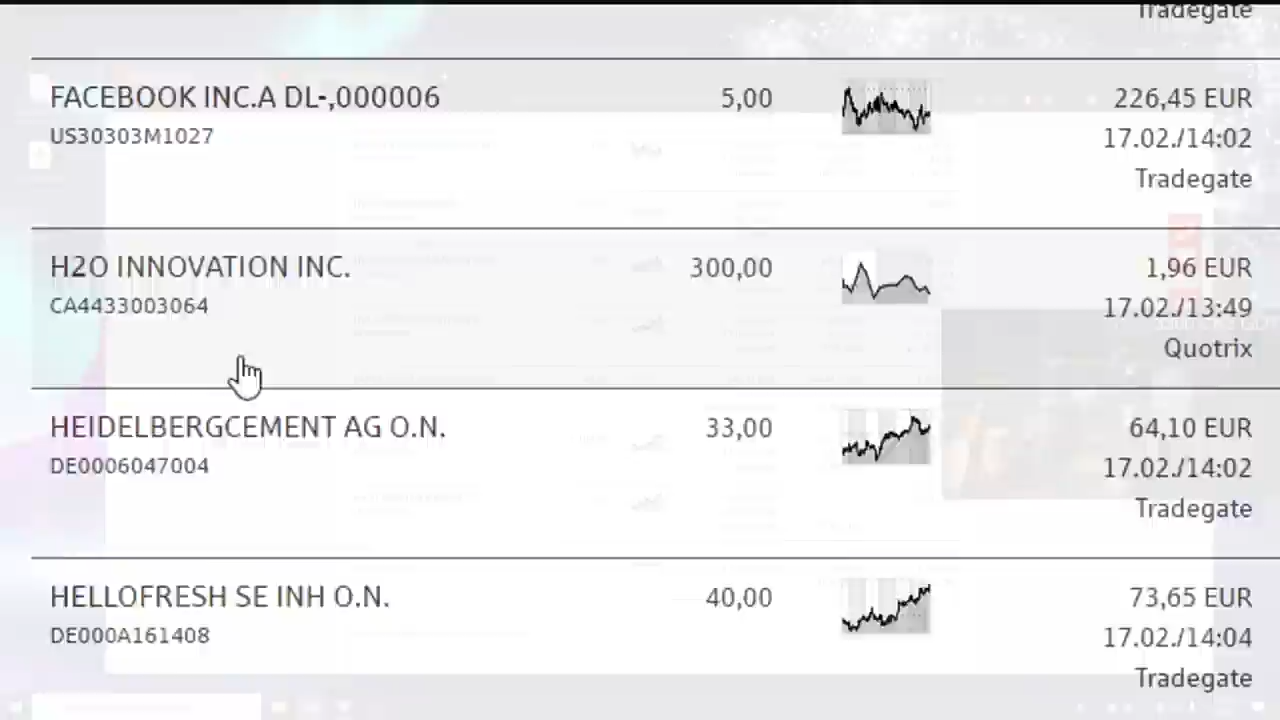 Tradegate
FACEBOOK INC.A DL-,000006 5,00 226,45 EUR
US30303M1027 17.02./14:02
Tradegate
H2O INNOVATION INC. 300,00 1,96 EUR
CA4433003064 17.02./13:49
Quotrix
HEIDELBERGCEMENT AG O.N. 33,00 64,10 EUR
DE0006047004 17.02./14:02
Tradegate
HELLOFRESH SE INH O.N. 40,00 73,65 EUR
DE000A161408 17.02./14:04
Tradegate